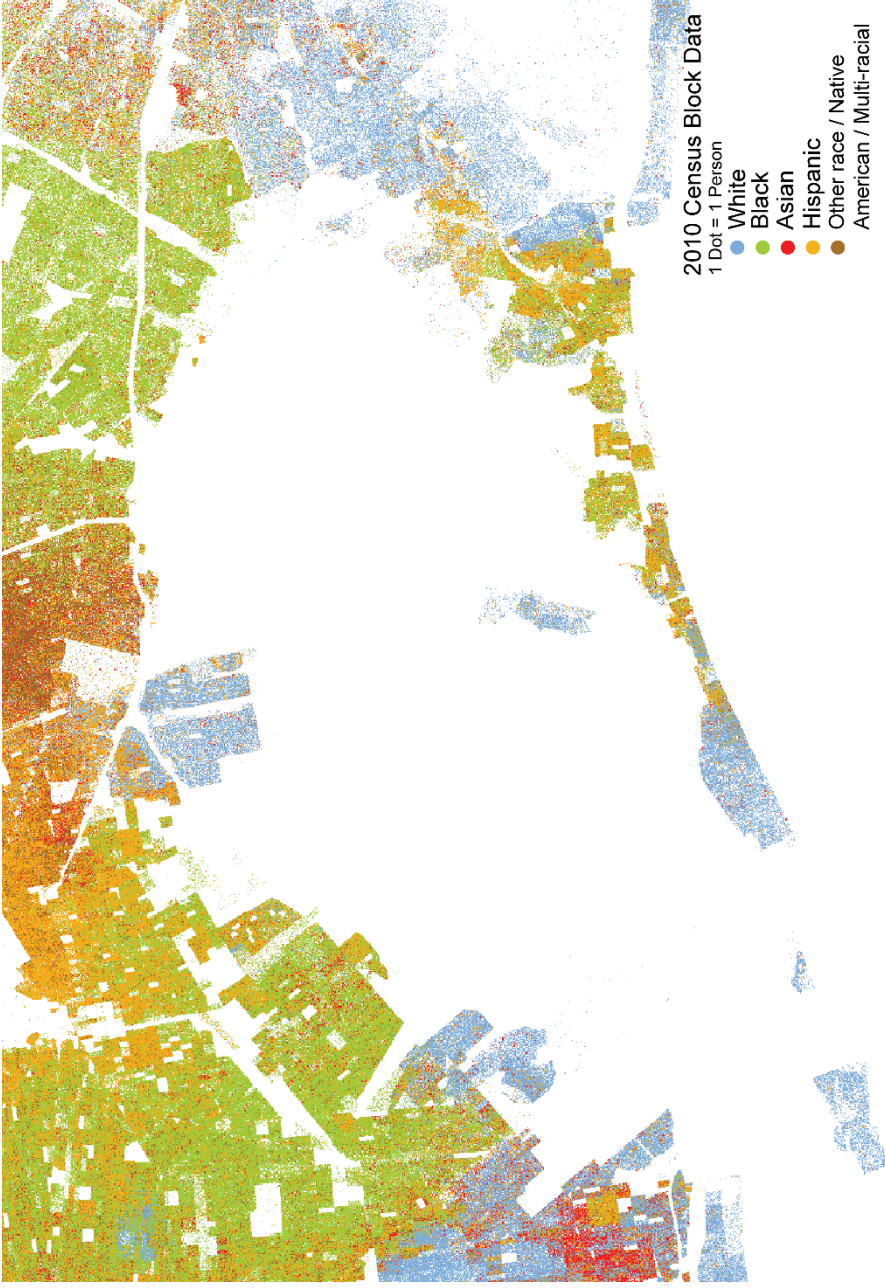 2010 Census Block Data
1 Dot = 1 Person
White
Black
Asian
Hispanic
Other race / Native
American / Multi-racial